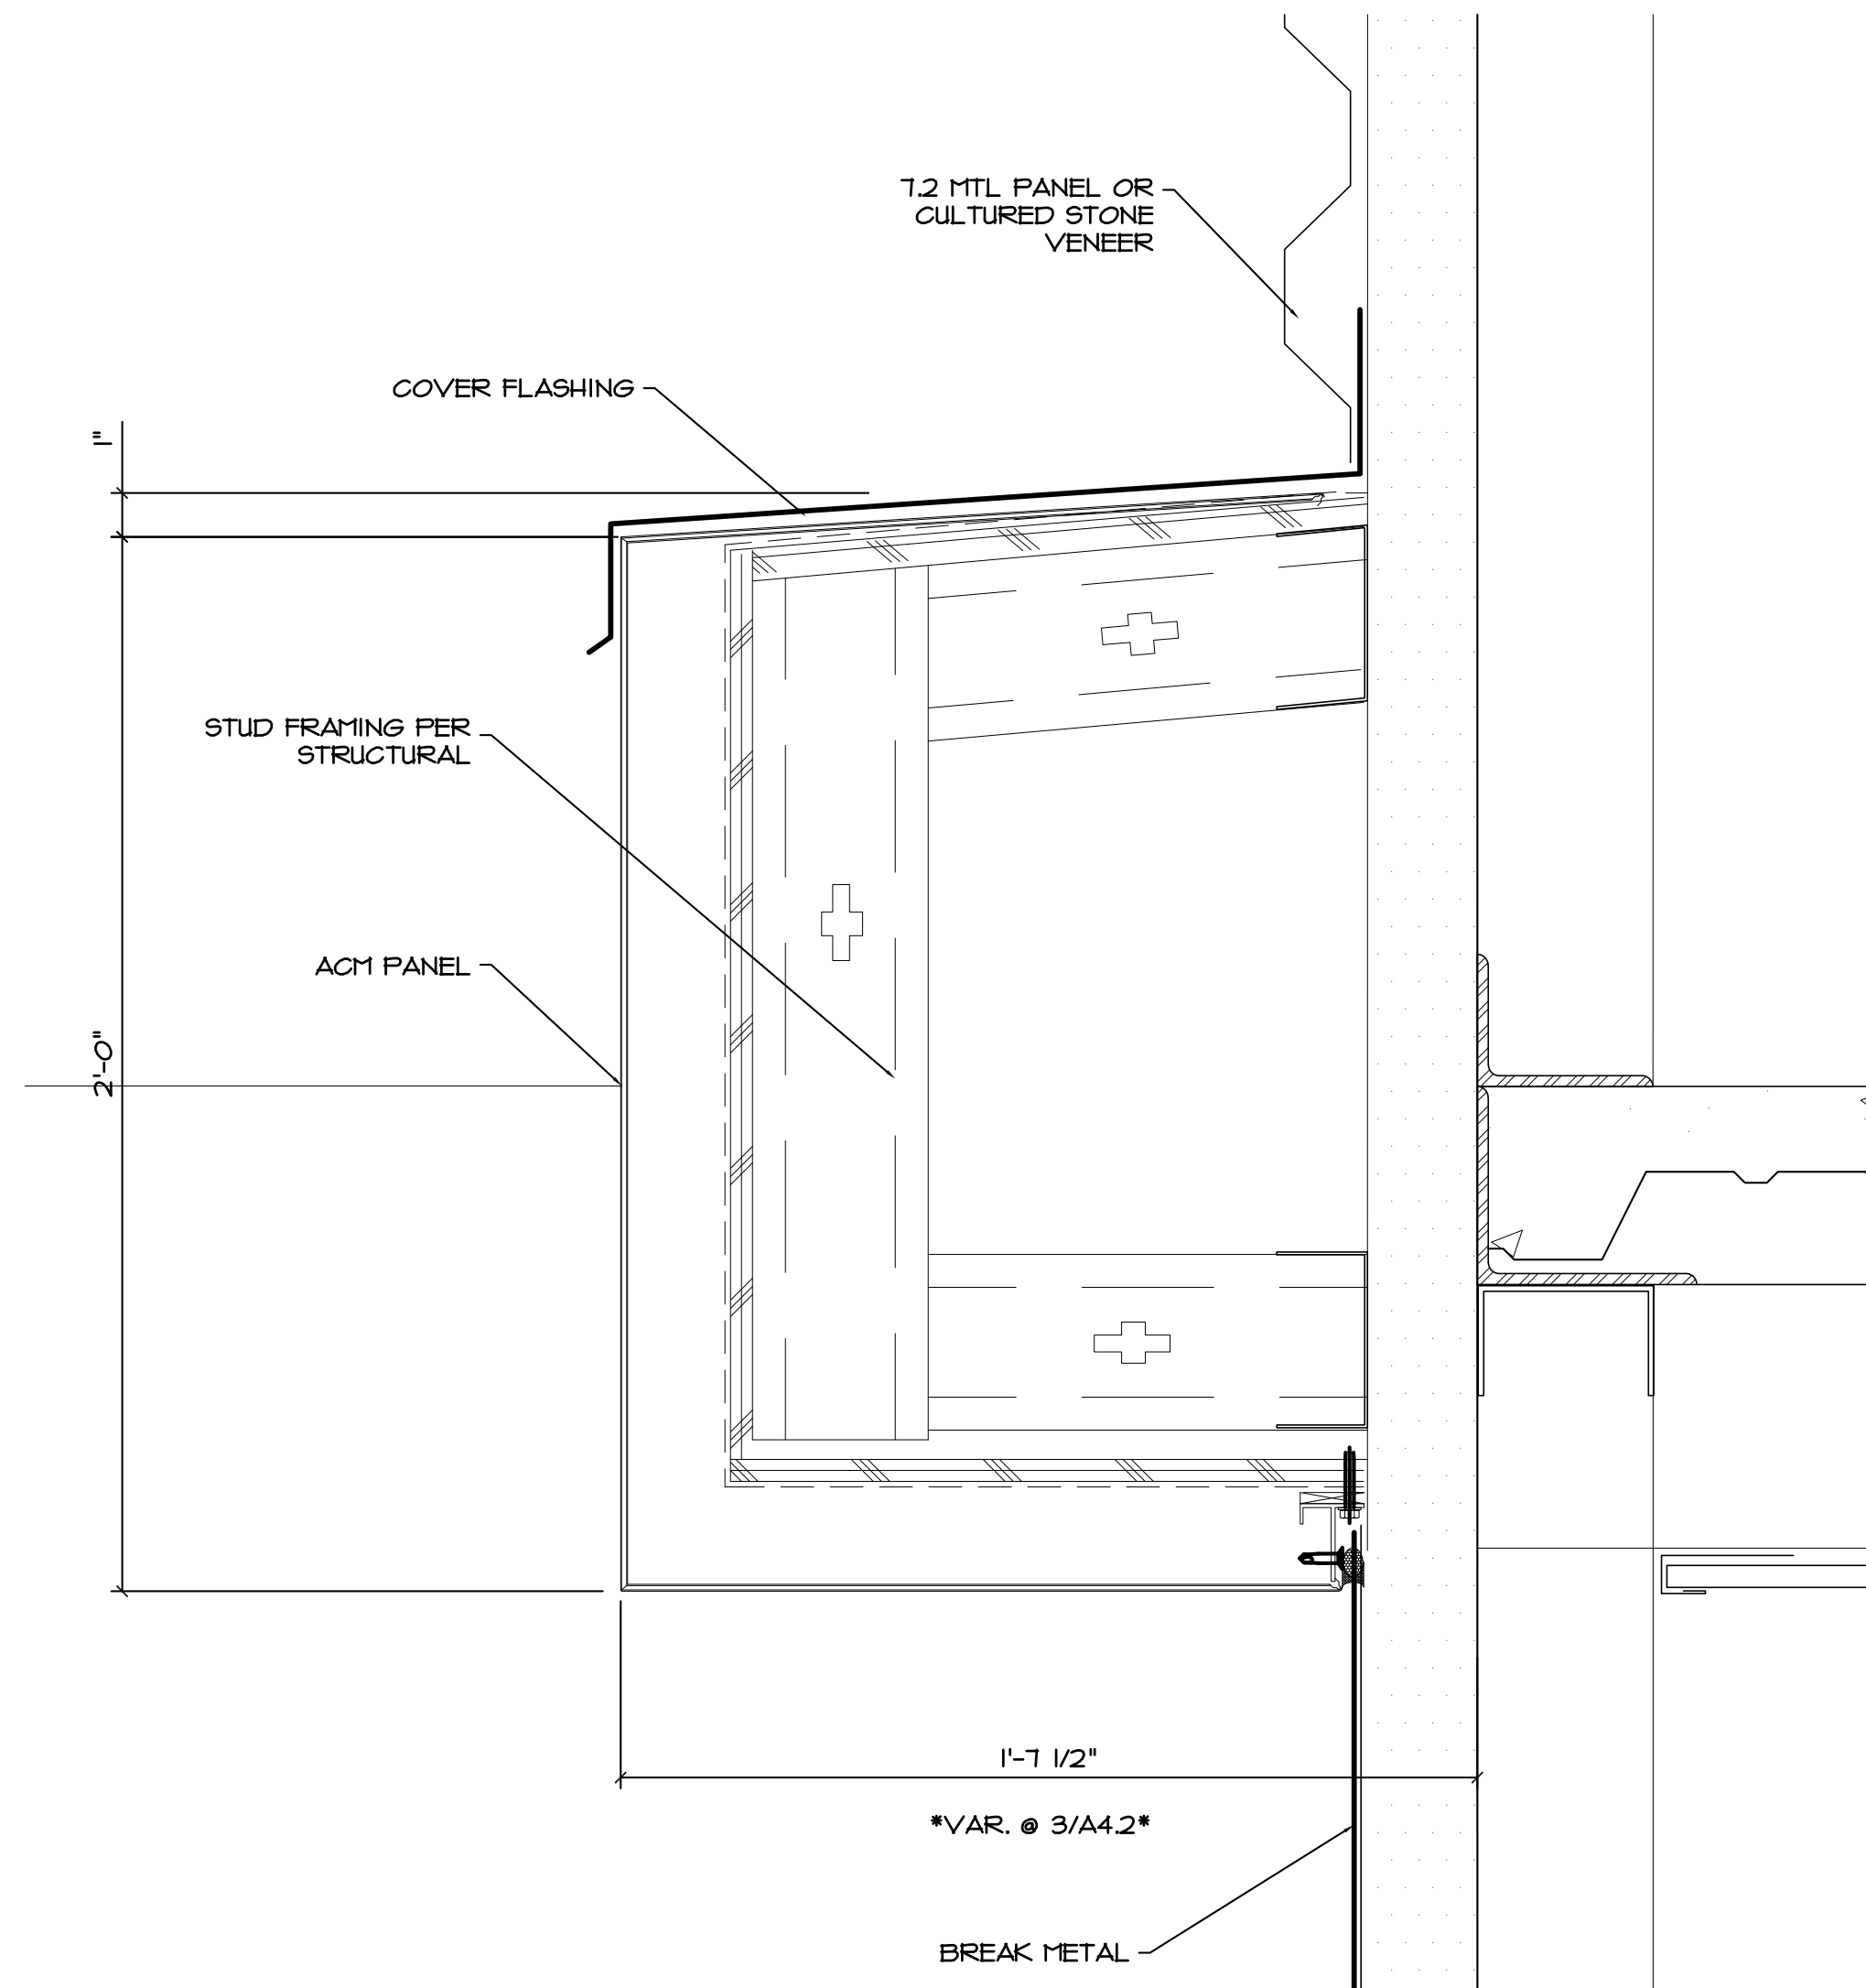 7.2 MTL PANEL OR
CULTURED STONE
VENEER
COVER FLASHING
1"
STUD FRAMING PER
STRUCTURAL
ACM PANEL
2'-0"
1'-7 1/2"
*VAR. @ 3/A4.2*
BREAK METAL